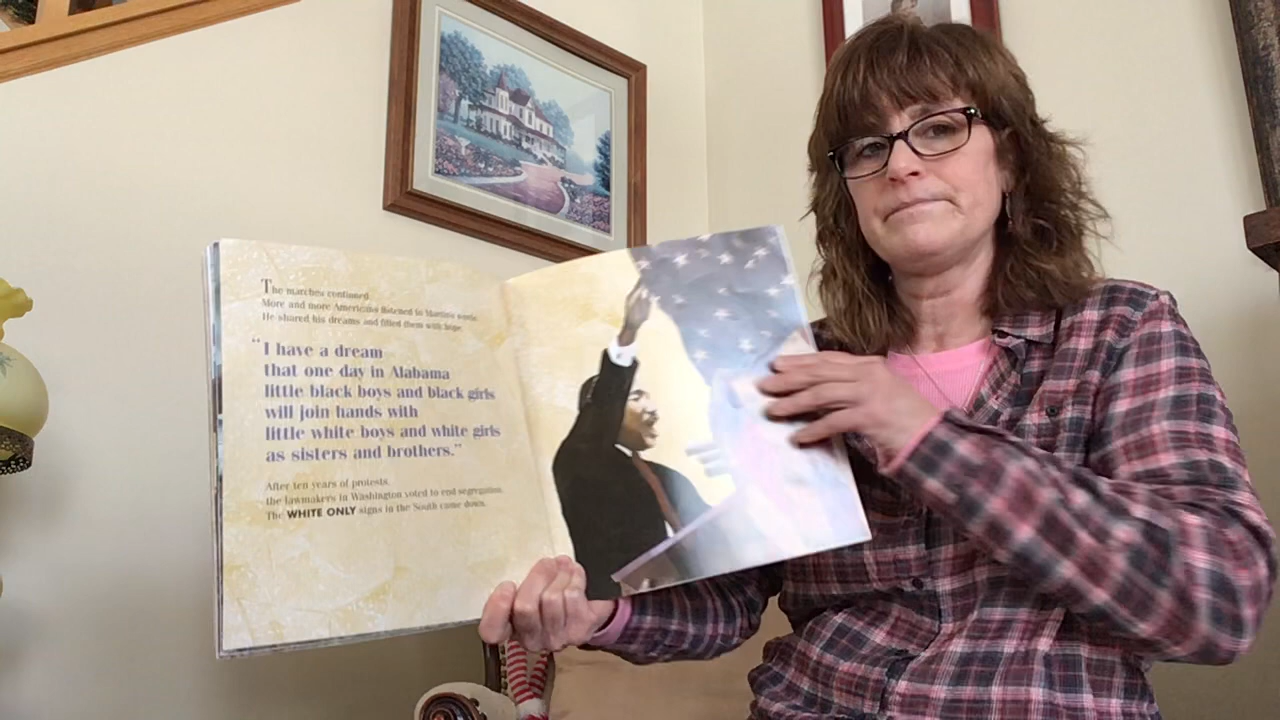 The marches continued.
More and more Americans listened to Martin's words.
He shared his dreams and filled them with hope.
"I have a dream
that one day in Alabama
little black boys and black girls
will join hands with
little white boys and white girls
as sisters and brothers."
After ten years of protests,
the lawmakers in Washington voted to end segregation.
The WHITE ONLY signs in the South came down.